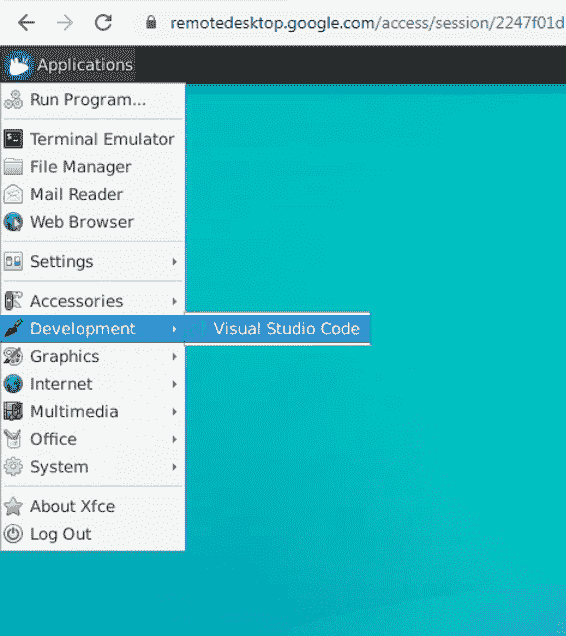 remotedesktop.google.com/access/session/2247f01d
Applications
Run Program...
Terminal Emulator
File Manager
Mail Reader
Web Browser
Settings
Accessories
Development
Visual Studio Code
Graphics
Internet
Multimedia
Office
System
About Xfce
Log Out